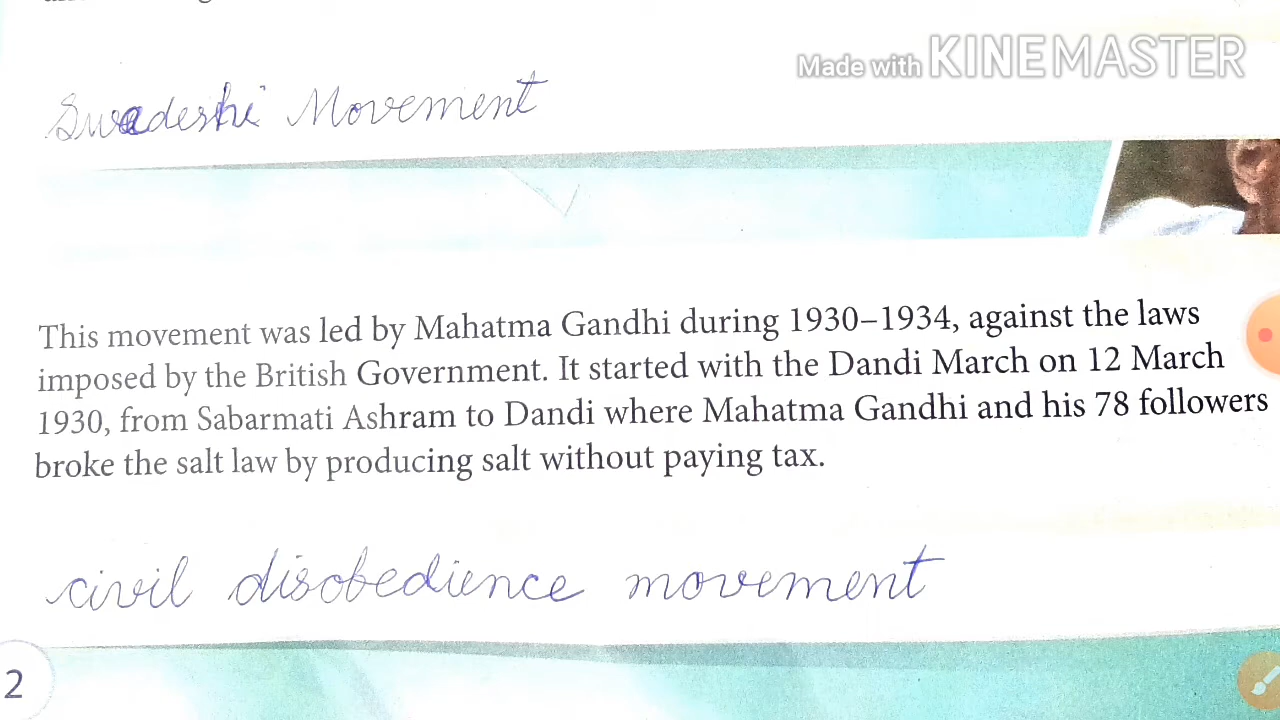 Made with KINEMASTER
Swadeshi Movement
This movement was led by Mahatma Gandhi during 1930–1934, against the laws
imposed by the British Government. It started with the Dandi March on 12 March
1930, from Sabarmati Ashram to Dandi where Mahatma Gandhi and his 78 followers
broke the salt law by producing salt without paying tax.
civil disobedience movement
2